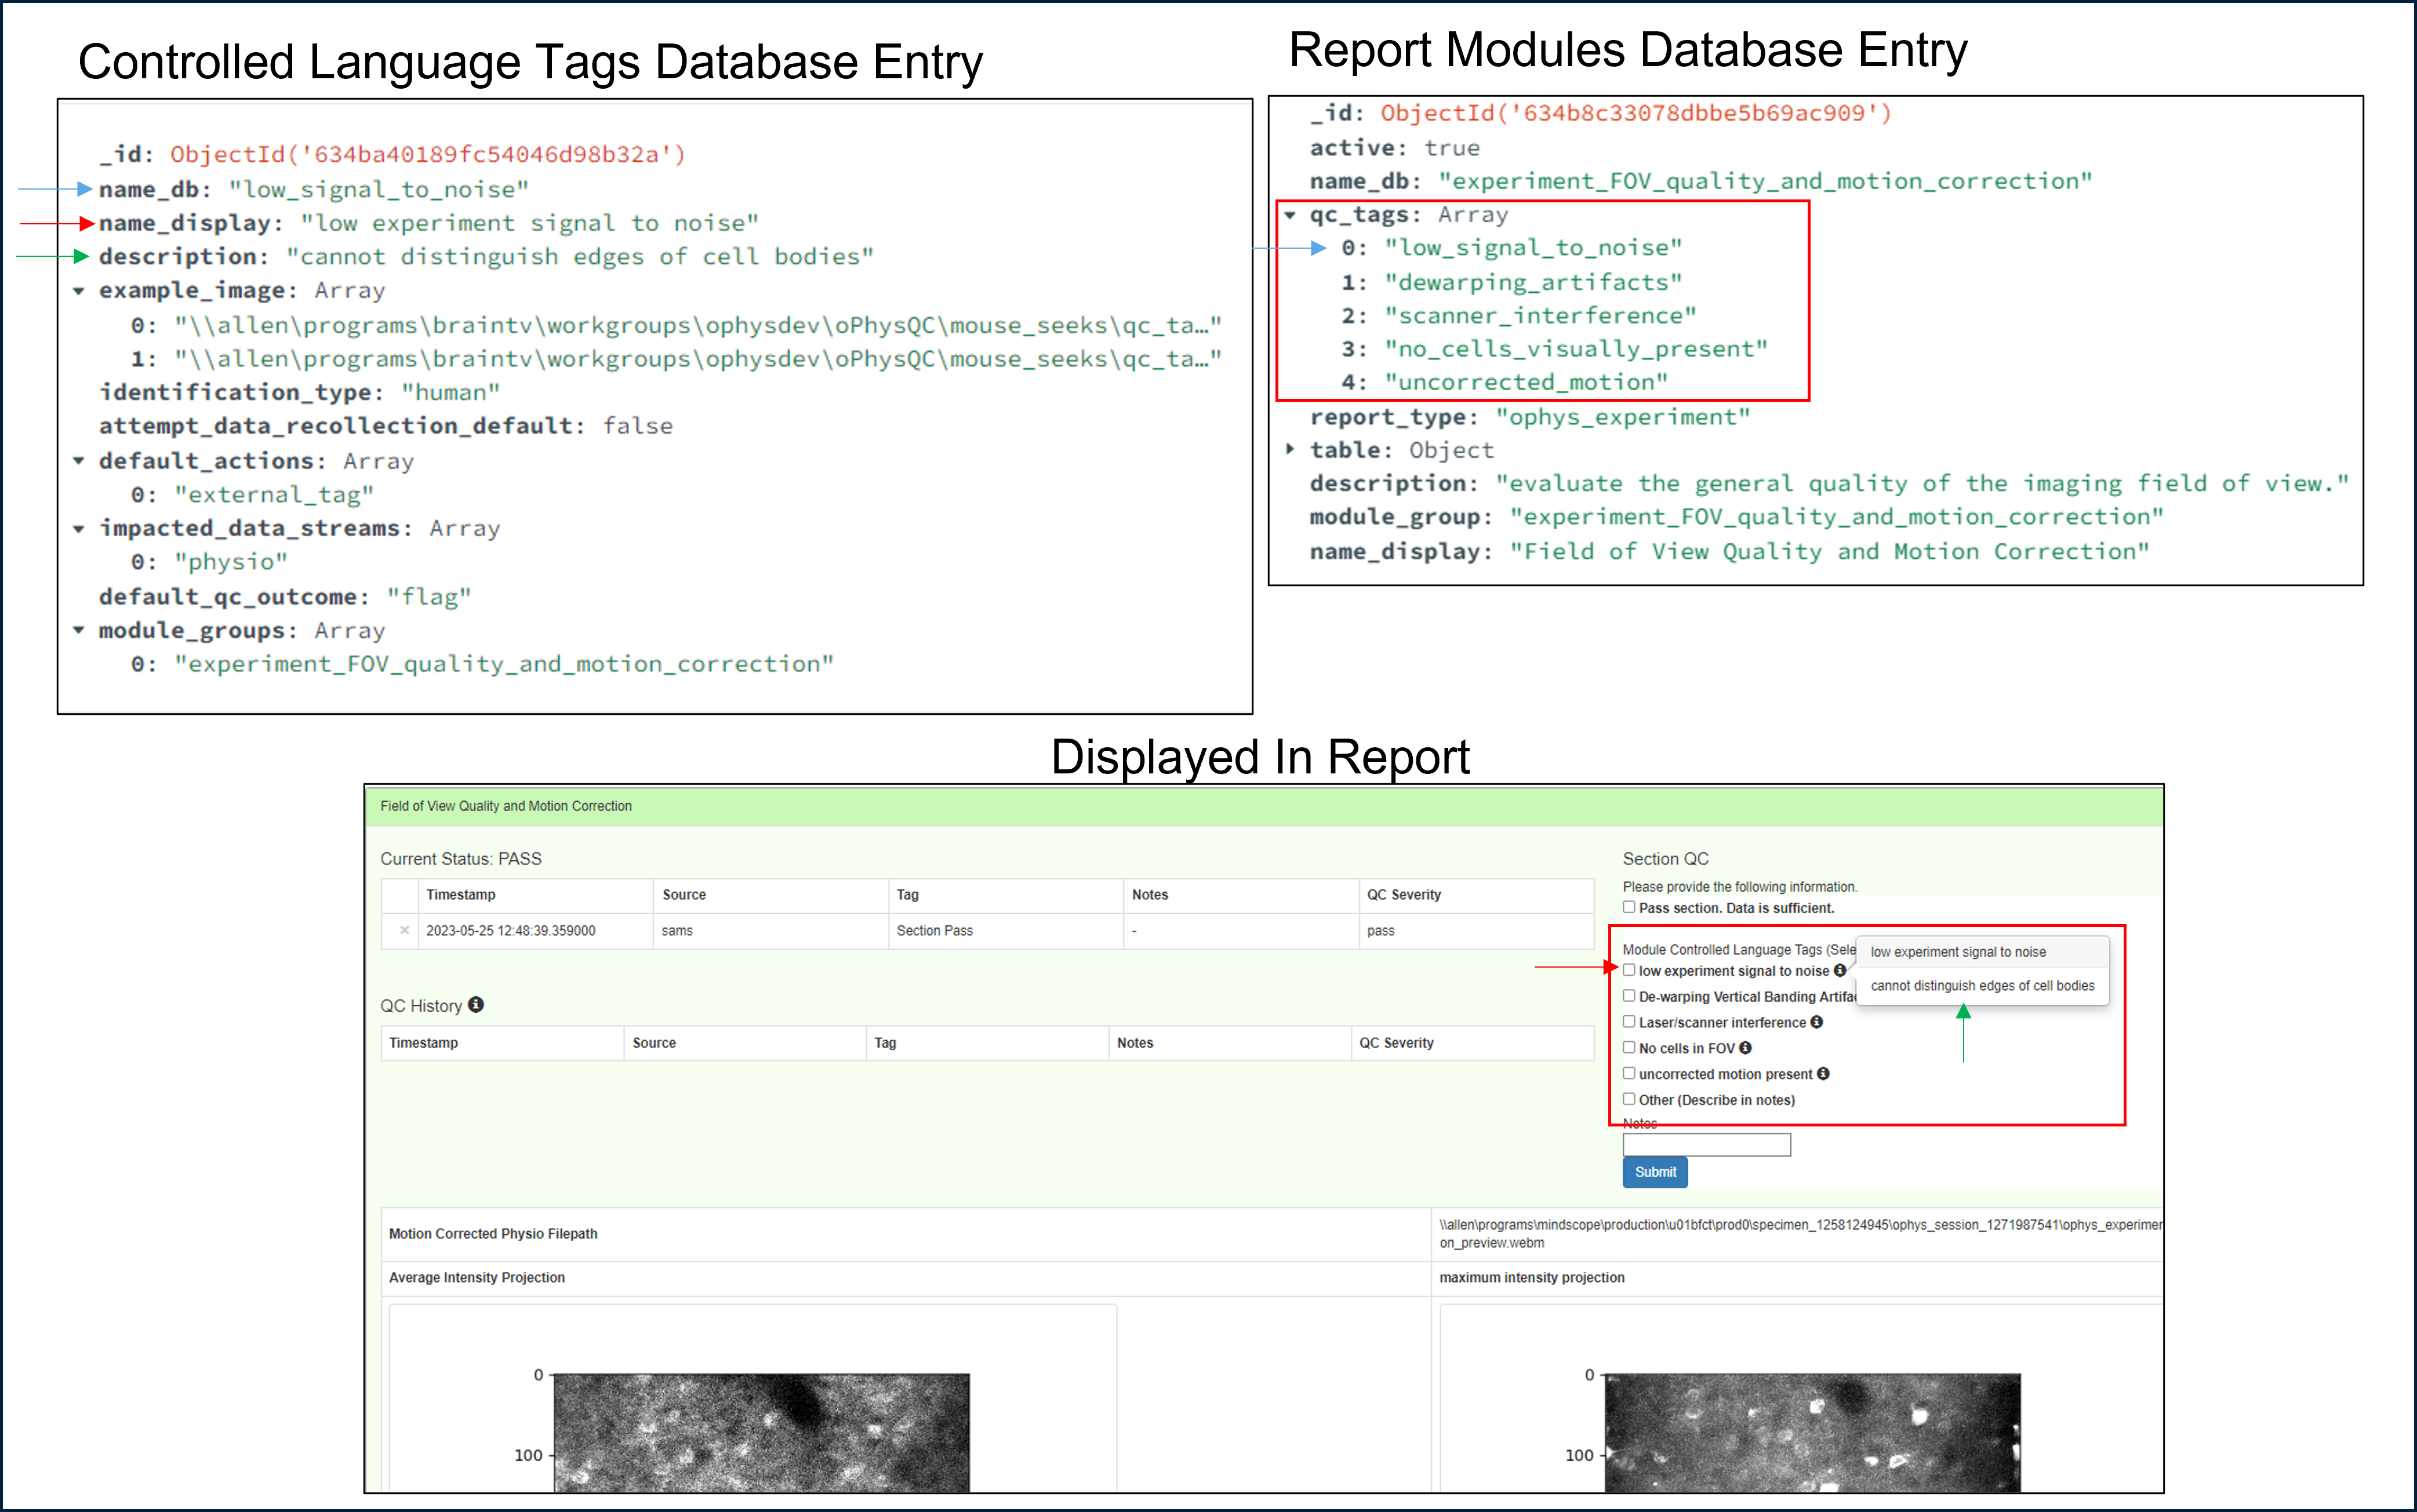 Controlled Language Tags Database Entry
_id: ObjectId('634ba40189fc54046d98b32a')
name_db: "low_signal_to_noise"
name_display: "low experiment signal to noise"
description: "cannot distinguish edges of cell bodies"
example_image: Array
0: "\\allen\programs\braintv\workgroups\ophysdev\oPhysQC\mouse_seeks\qc_ta…"
1: "\\allen\programs\braintv\workgroups\ophysdev\oPhysQC\mouse_seeks\qc_ta…"
identification_type: "human"
attempt_data_recollection_default: false
default_actions: Array
0: "external_tag"
impacted_data_streams: Array
0: "physio"
default_qc_outcome: "flag"
module_groups: Array
0: "experiment_FOV_quality_and_motion_correction"
Report Modules Database Entry
_id: ObjectId('634b8c33078dbbe5b69ac909')
active: true
name_db: "experiment_FOV_quality_and_motion_correction"
qc_tags: Array
0: "low_signal_to_noise"
1: "dewarping_artifacts"
2: "scanner_interference"
3: "no_cells_visually_present"
4: "uncorrected_motion"
report_type: "ophys_experiment"
table: Object
description: "evaluate the general quality of the imaging field of view."
module_group: "experiment_FOV_quality_and_motion_correction"
name_display: "Field of View Quality and Motion Correction"
Displayed In Report
Field of View Quality and Motion Correction
Current Status: PASS
Timestamp Source Tag Notes QC Severity
× 2023-05-25 12:48:39.359000 sams Section Pass - pass
QC History
Timestamp Source Tag Notes QC Severity
Section QC
Please provide the following information.
Pass section. Data is sufficient.
Module Controlled Language Tags (Sele
low experiment signal to noise
low experiment signal to noise
cannot distinguish edges of cell bodies
De-warping Vertical Banding Artifa
Laser/scanner interference
No cells in FOV
uncorrected motion present
Other (Describe in notes)
Notes
Submit
Motion Corrected Physio Filepath
\\allen\programs\mindscope\production\u01bfct\prod0\specimen_1258124945\ophys_session_1271987541\ophys_experimer
on_preview.webm
Average Intensity Projection
maximum intensity projection
0
100
0
100